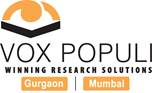 VOX POPULI
WINNING RESEARCH SOLUTIONS
Gurgaon | Mumbai